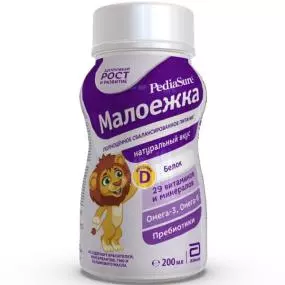 ЗДОРОВЫЙ
РОСТ
И РАЗВИТИЕ
PediaSure
Малоежка
ПОЛНОЦЕННОЕ СБАЛАНСИРОВАННОЕ ПИТАНИЕ
натуральный вкус
Белок
D
29 витаминов
и минералов
Омега-3, Омега-6
Пребиотики
200 мл
Abbott